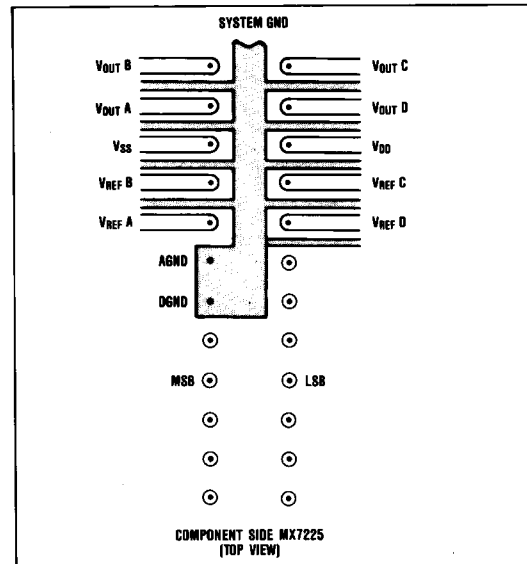 SYSTEM GND
VOUT B
VOUT C
VOUT A
VOUT D
VSS
VDD
VREF B
VREF C
VREF A
VREF D
AGND
DGND
MSB
LSB
COMPONENT SIDE MX7225
(TOP VIEW)